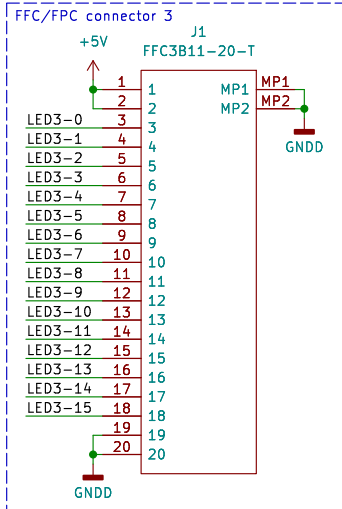 FFC/FPC connector 3
J1
+5V
FFC3B11-20-T
1 1 MP1 MP1
2 2 MP2 MP2
LED3-0 3 3
GNDD
LED3-1 4 4
LED3-2 5 5
LED3-3 6 6
LED3-4 7 7
LED3-5 8 8
LED3-6 9 9
LED3-7 10 10
LED3-8 11 11
LED3-9 12 12
LED3-10 13 13
LED3-11 14 14
LED3-12 15 15
LED3-13 16 16
LED3-14 17 17
LED3-15 18 18
19 19
20 20
GNDD